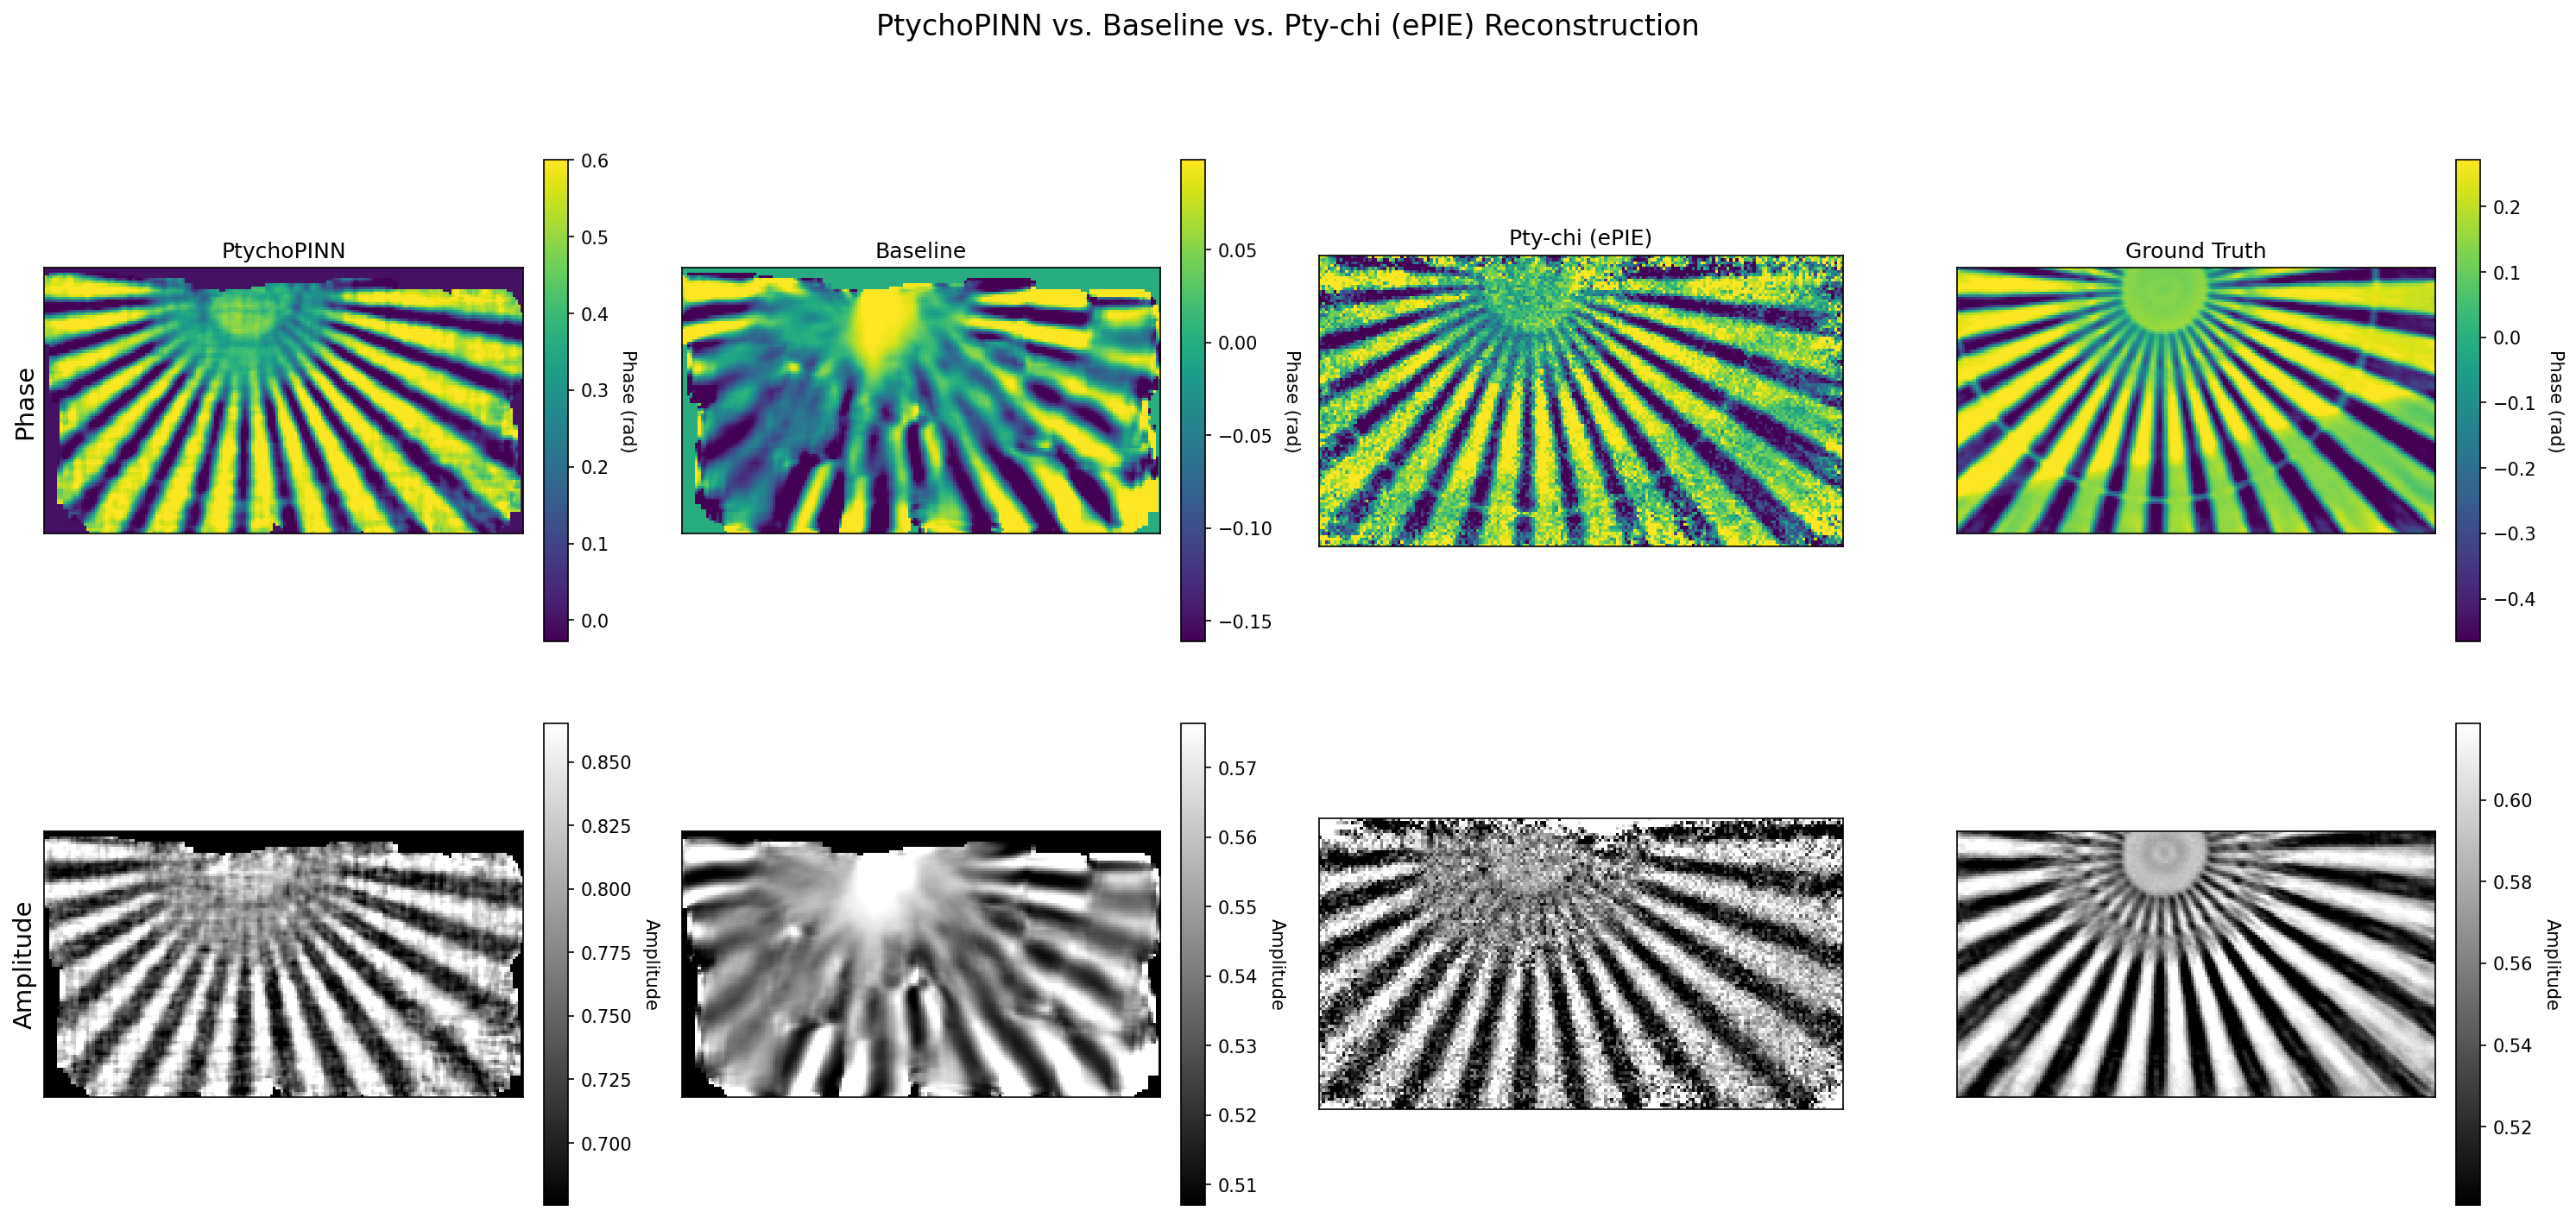 PtychoPINN vs. Baseline vs. Pty-chi (ePIE) Reconstruction
PtychoPINN
Baseline
Pty-chi (ePIE)
Ground Truth
Phase
0.6
0.5
0.4
0.3
0.2
0.1
0.0
Phase (rad)
0.05
0.00
−0.05
−0.10
−0.15
Phase (rad)
0.2
0.1
0.0
−0.1
−0.2
−0.3
−0.4
Phase (rad)
Amplitude
0.850
0.825
0.800
0.775
0.750
0.725
0.700
Amplitude
0.57
0.56
0.55
0.54
0.53
0.52
0.51
Amplitude
0.60
0.58
0.56
0.54
0.52
Amplitude